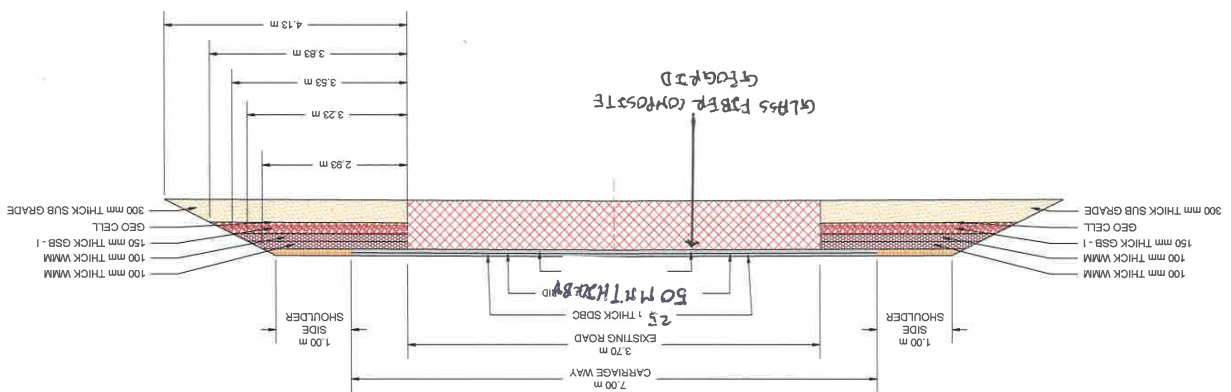 7.00 m
CARRIAGE WAY
3.70 m
EXISTING ROAD
1.00 m
SIDE
SHOULDER
1.00 m
SIDE
SHOULDER
25 THICK SDBC
50 MM
100 mm THICK WMM
100 mm THICK WMM
150 mm THICK GSB - I
GEO CELL
300 mm THICK SUB GRADE
100 mm THICK WMM
100 mm THICK WMM
150 mm THICK GSB - I
GEO CELL
300 mm THICK SUB GRADE
2.93 m
3.23 m
3.53 m
3.83 m
4.13 m
GLASS FIBER COMPOSITE
GEOGRID